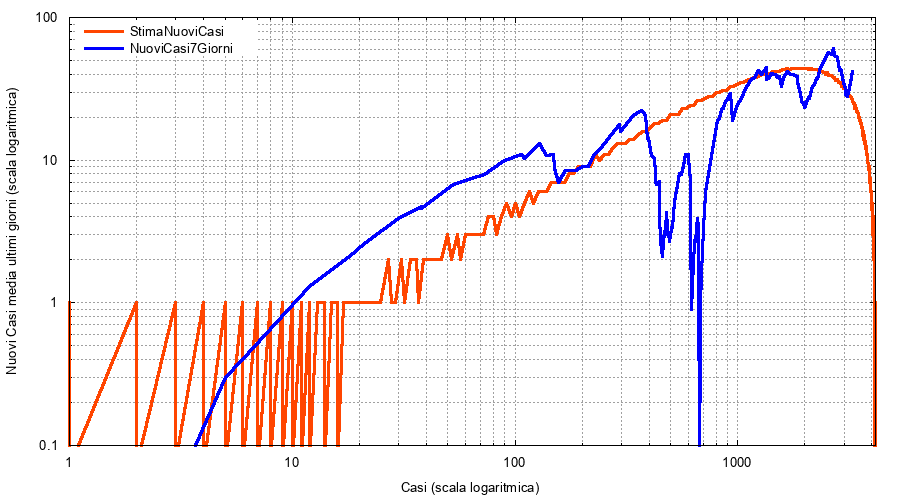 100
10
1
0.1
StimaNuoviCasi
NuoviCasi7Giorni
Nuovi Casi media ultimi giorni (scala logaritmica)
1
10
100
1000
Casi (scala logaritmica)